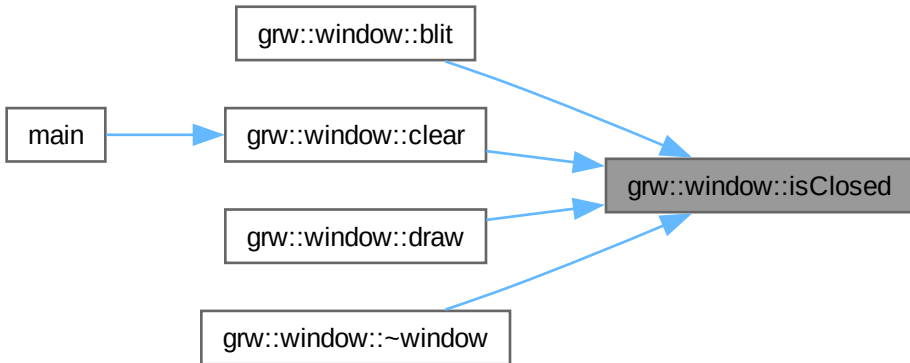 grw::window::blit
main
grw::window::clear
grw::window::isClosed
grw::window::draw
grw::window::~window